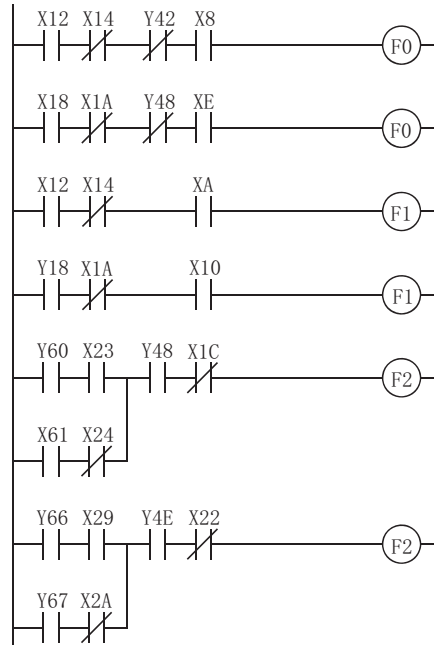 X12 X14 Y42 X8
F0
X18 X1A Y48 XE
F0
X12 X14 XA
F1
Y18 X1A X10
F1
Y60 X23 Y48 X1C
F2
X61 X24
Y66 X29 Y4E X22
F2
Y67 X2A